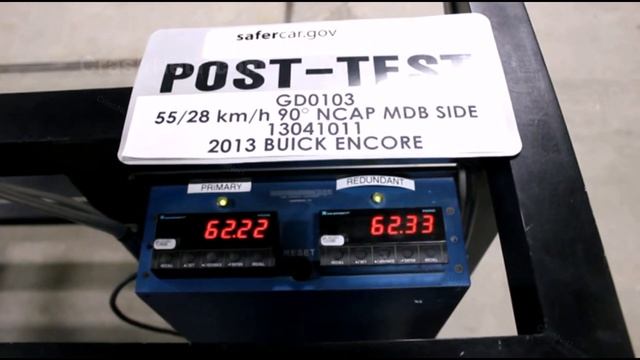 safercar.gov
POST-TEST
GD0103
55/28 km/h 90° NCAP MDB SIDE
13041011
2013 BUICK ENCORE
PRIMARY
REDUNDANT
62.22
62.33
RESET